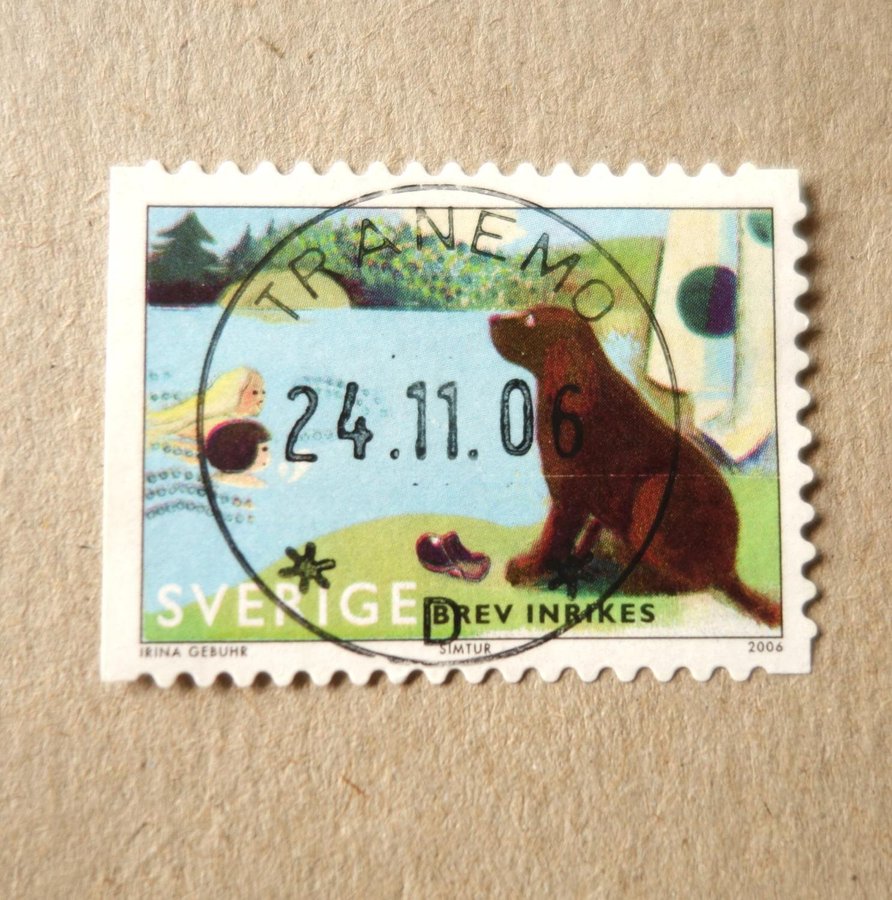 TRANEMO
24.11.06
D
SVERIGE BREV INRIKES
IRINA GEBUHR SIMTUR 2006